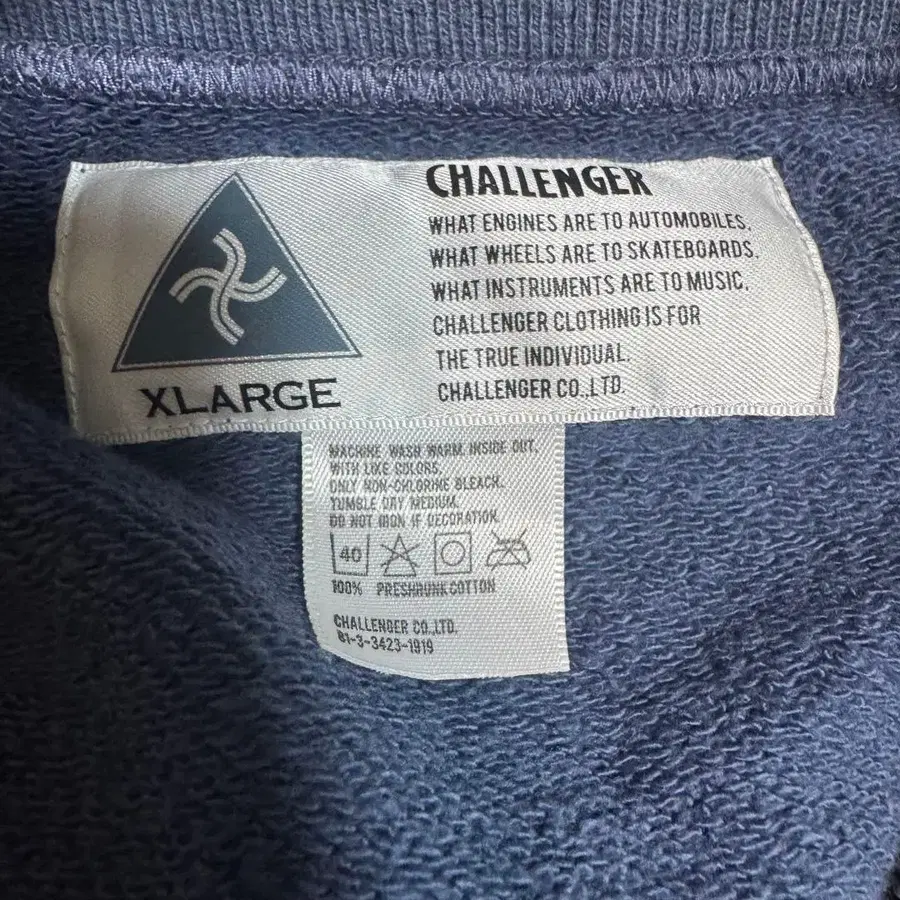 CHALLENGER
WHAT ENGINES ARE TO AUTOMOBILES.
WHAT WHEELS ARE TO SKATEBOARDS.
WHAT INSTRUMENTS ARE TO MUSIC.
CHALLENGER CLOTHING IS FOR
THE TRUE INDIVIDUAL.
CHALLENGER CO.,LTD.
XLARGE
MACHINE WASH WARM. INSIDE OUT.
WITH LIKE COLORS.
ONLY NON-CHLORINE BLEACH.
TUMBLE DRY MEDIUM.
DO NOT IRON IF DECORATION.
40
100% PRESHRUNK COTTON
CHALLENGER CO.,LTD.
81-3-3423-1919